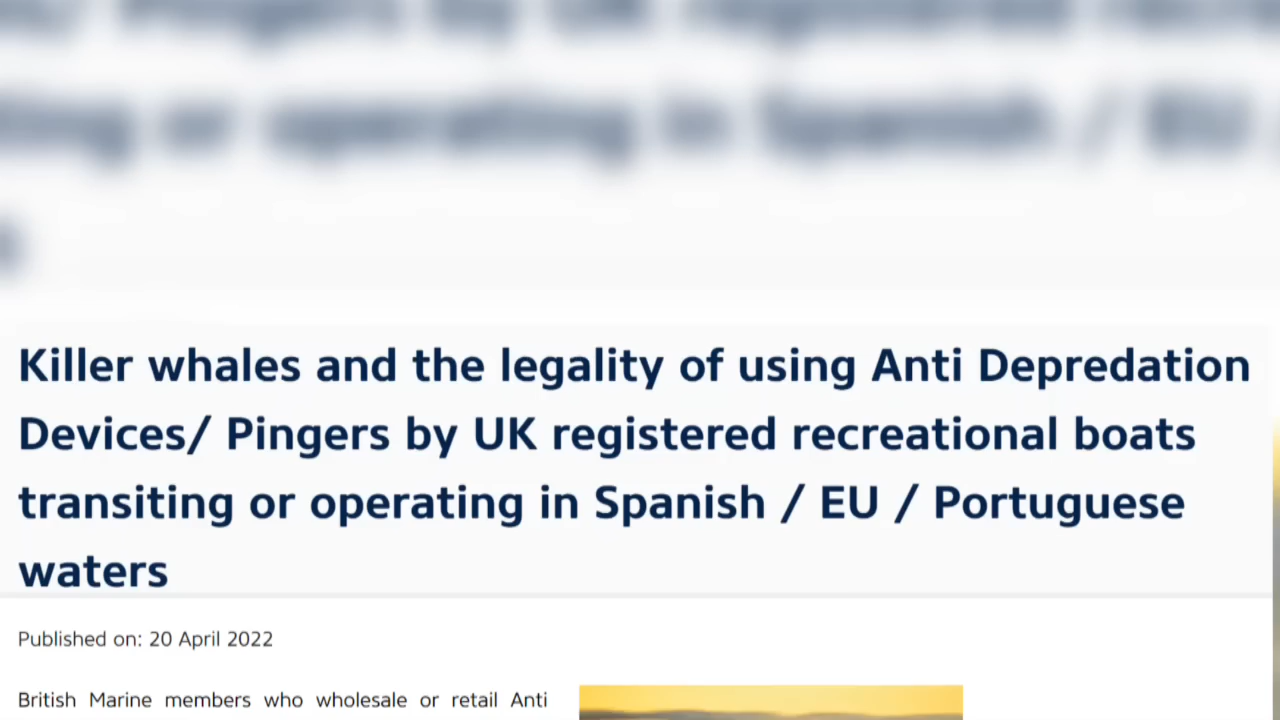 Killer whales and the legality of using Anti Depredation
Devices/ Pingers by UK registered recreational boats
transiting or operating in Spanish / EU / Portuguese
waters
Published on: 20 April 2022
British Marine members who wholesale or retail Anti